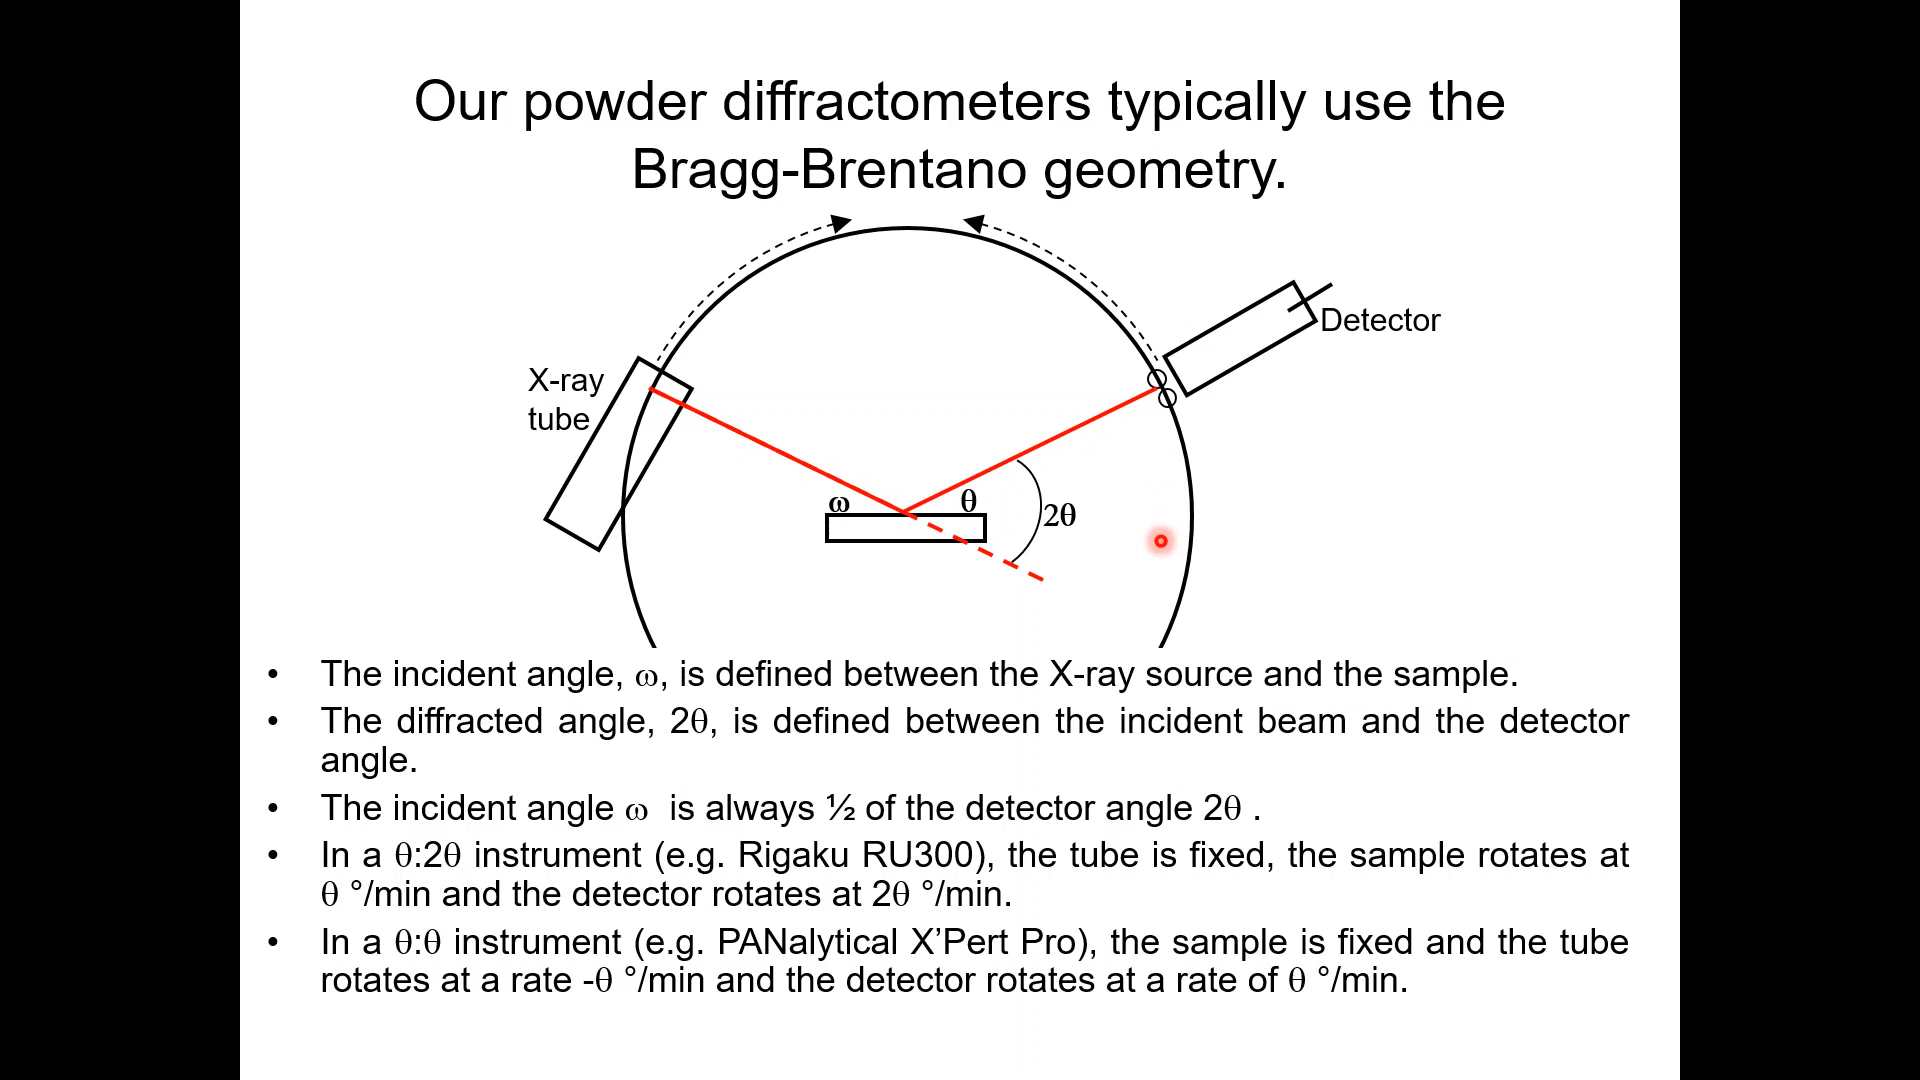 Our powder diffractometers typically use the
Bragg-Brentano geometry.
Detector
X-ray
tube
ω
θ
2θ
• The incident angle, ω, is defined between the X-ray source and the sample.
• The diffracted angle, 2θ, is defined between the incident beam and the detector
angle.
• The incident angle ω is always ½ of the detector angle 2θ .
• In a θ:2θ instrument (e.g. Rigaku RU300), the tube is fixed, the sample rotates at
θ °/min and the detector rotates at 2θ °/min.
• In a θ:θ instrument (e.g. PANalytical X’Pert Pro), the sample is fixed and the tube
rotates at a rate -θ °/min and the detector rotates at a rate of θ °/min.